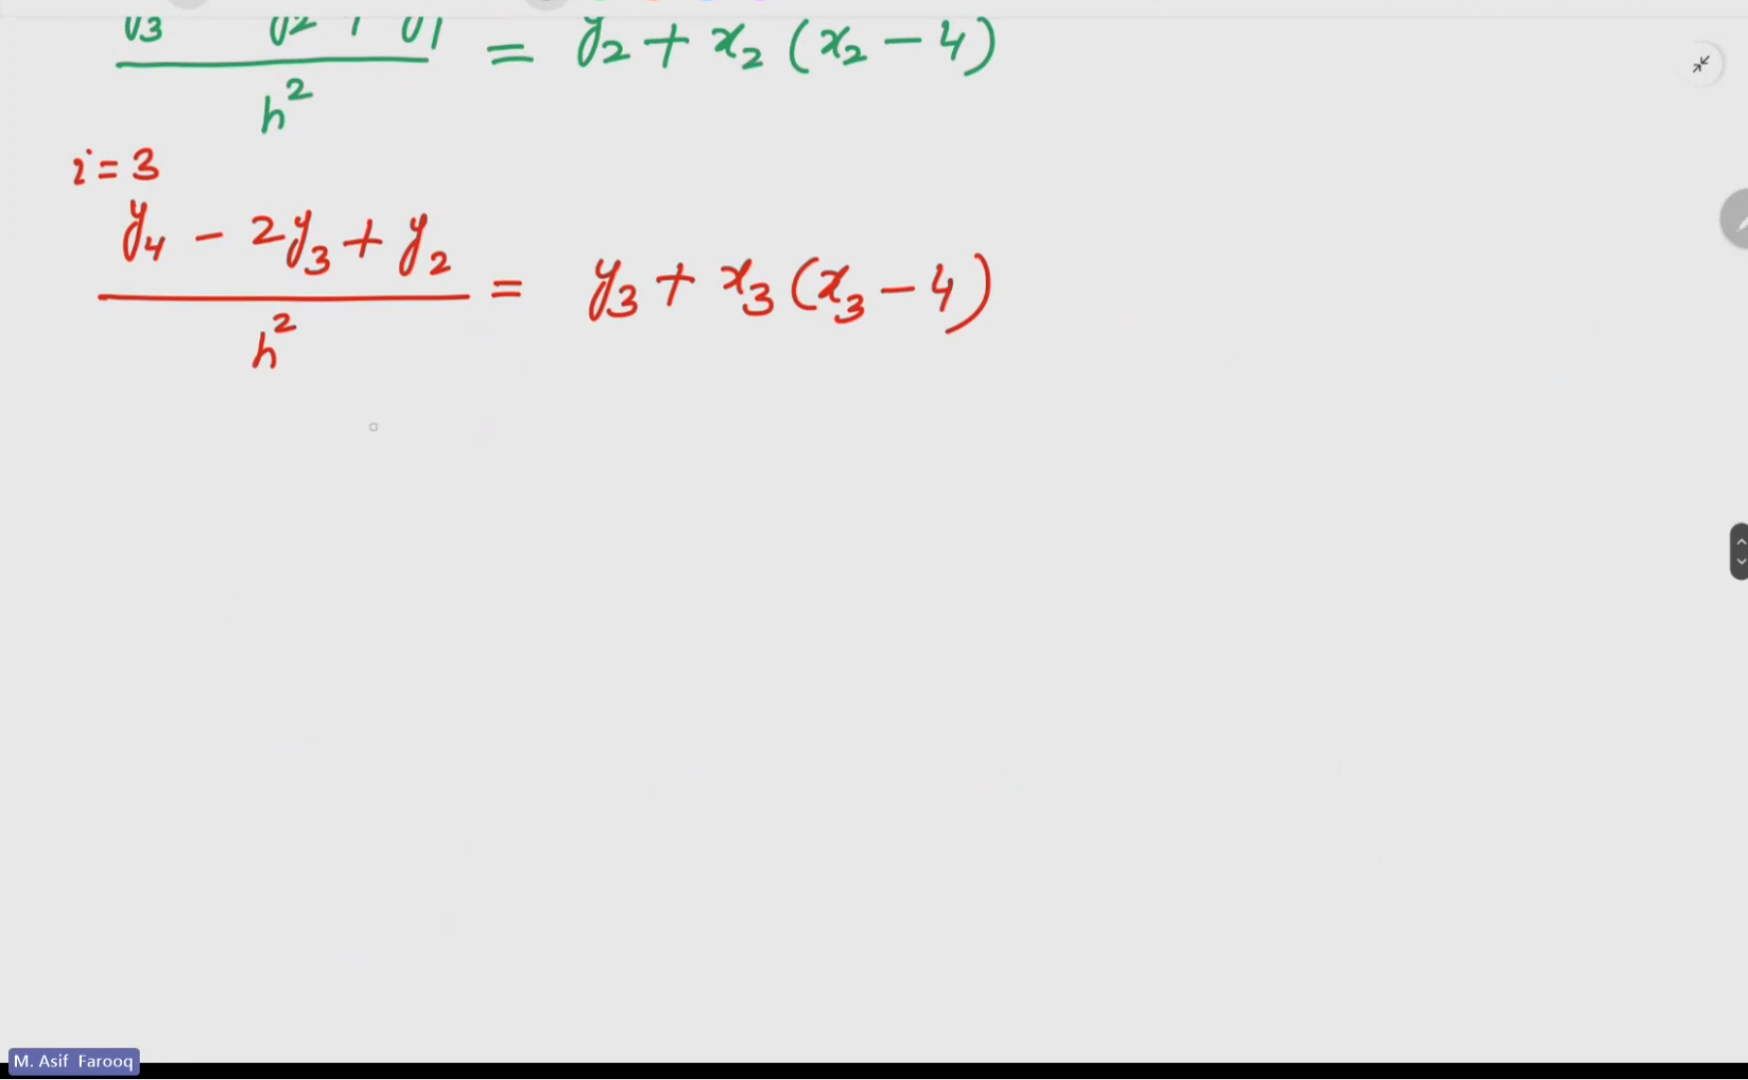 = y₂ + x₂ (x₂ - 4)
h²
i = 3
y₄ - 2y₃ + y₂
= y₃ + x₃ (x₃ - 4)
h²
M. Asif Farooq